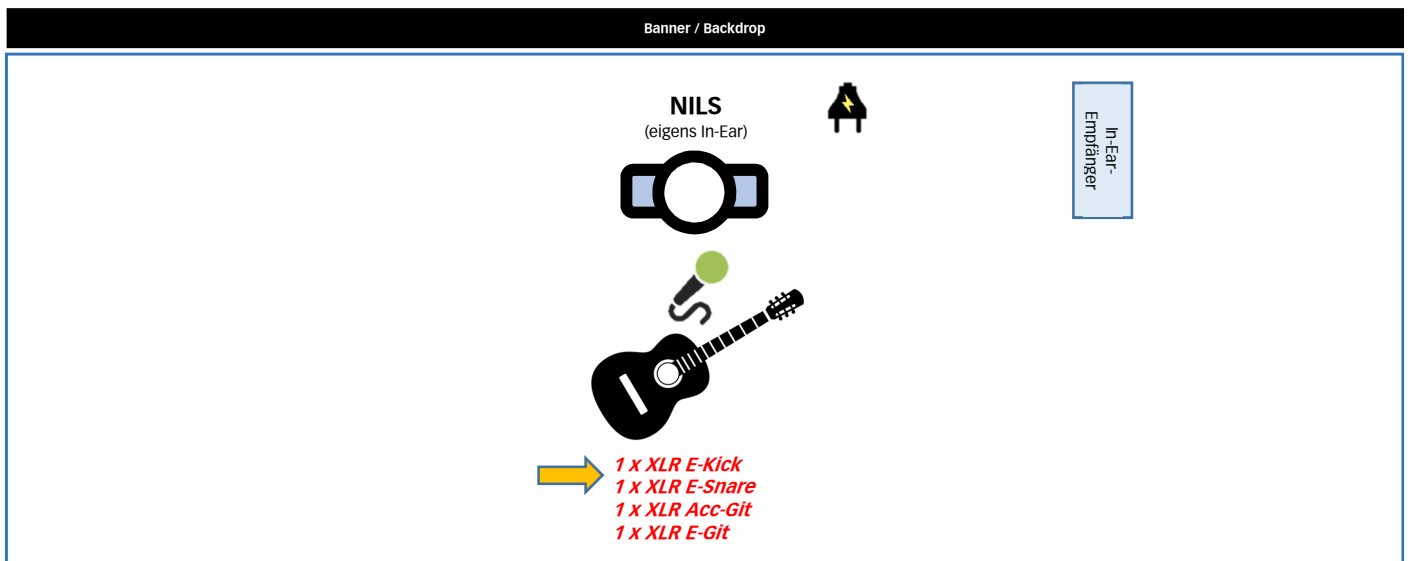 Banner / Backdrop
NILS
(eigens In-Ear)
In-Ear-
Empfänger
1 x XLR E-Kick
1 x XLR E-Snare
1 x XLR Acc-Git
1 x XLR E-Git